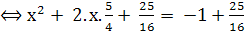 ⇔ x² + 2.x.5/4 + 25/16 = −1 + 25/16